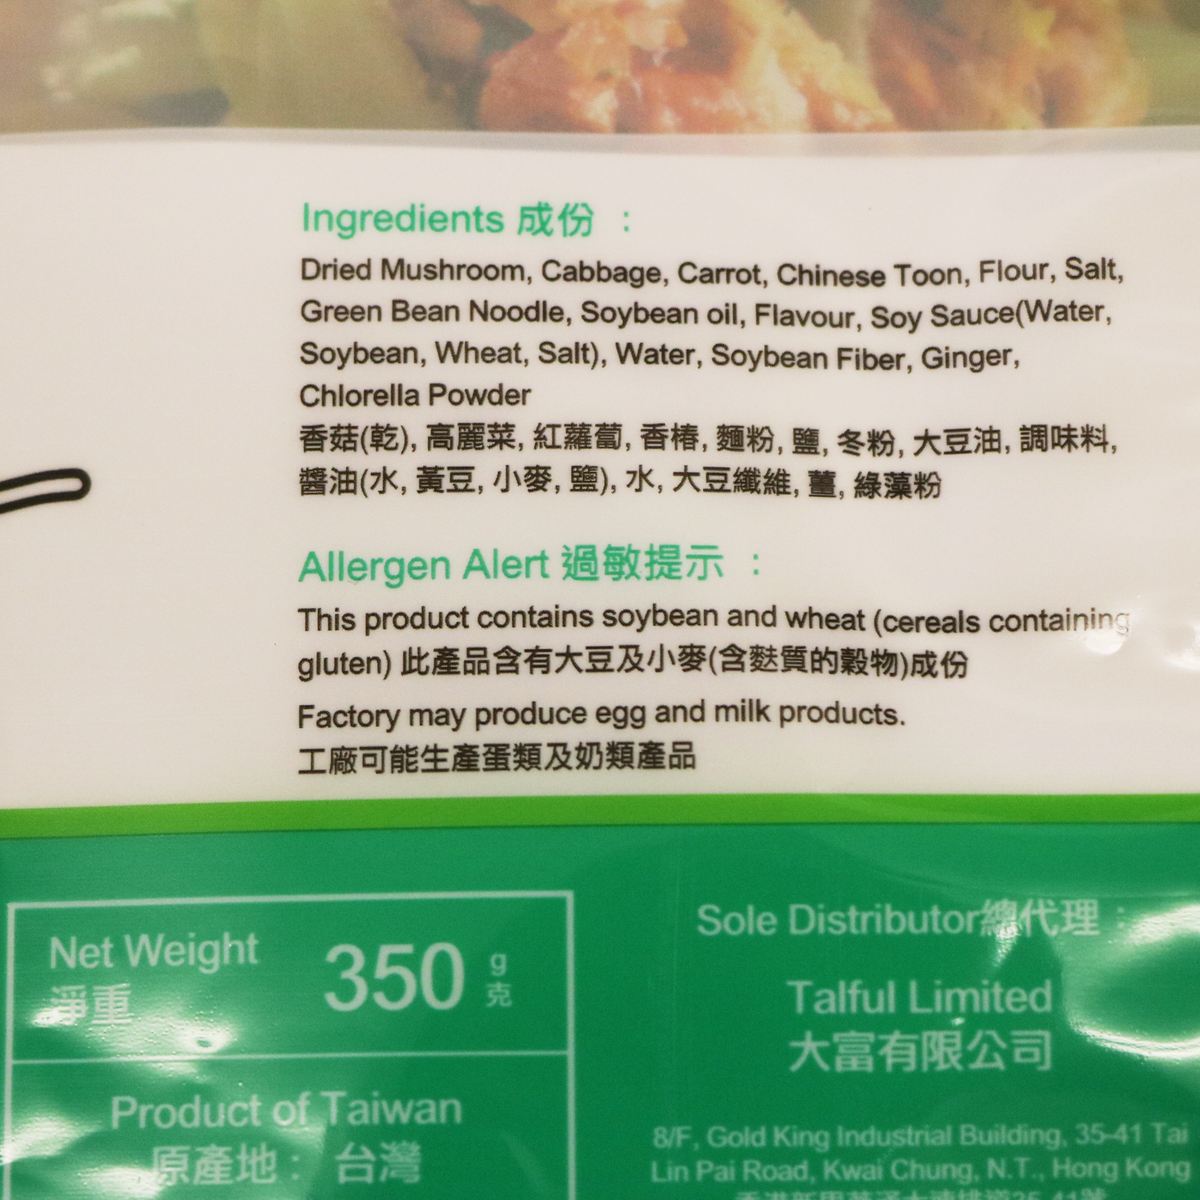 Ingredients 成份 :
Dried Mushroom, Cabbage, Carrot, Chinese Toon, Flour, Salt,
Green Bean Noodle, Soybean oil, Flavour, Soy Sauce(Water,
Soybean, Wheat, Salt), Water, Soybean Fiber, Ginger,
Chlorella Powder
香菇(乾), 高麗菜, 紅蘿蔔, 香椿, 麵粉, 鹽, 冬粉, 大豆油, 調味料,
醬油(水, 黃豆, 小麥, 鹽), 水, 大豆纖維, 薑, 綠藻粉
Allergen Alert 過敏提示 :
This product contains soybean and wheat (cereals containing
gluten) 此產品含有大豆及小麥(含麩質的穀物)成份
Factory may produce egg and milk products.
工廠可能生產蛋類及奶類產品
Net Weight
淨重
350 g
克
Product of Taiwan
原產地 : 台灣
Sole Distributor總代理 :
Talful Limited
大富有限公司
8/F, Gold King Industrial Building, 35-41 Tai
Lin Pai Road, Kwai Chung, N.T., Hong Kong